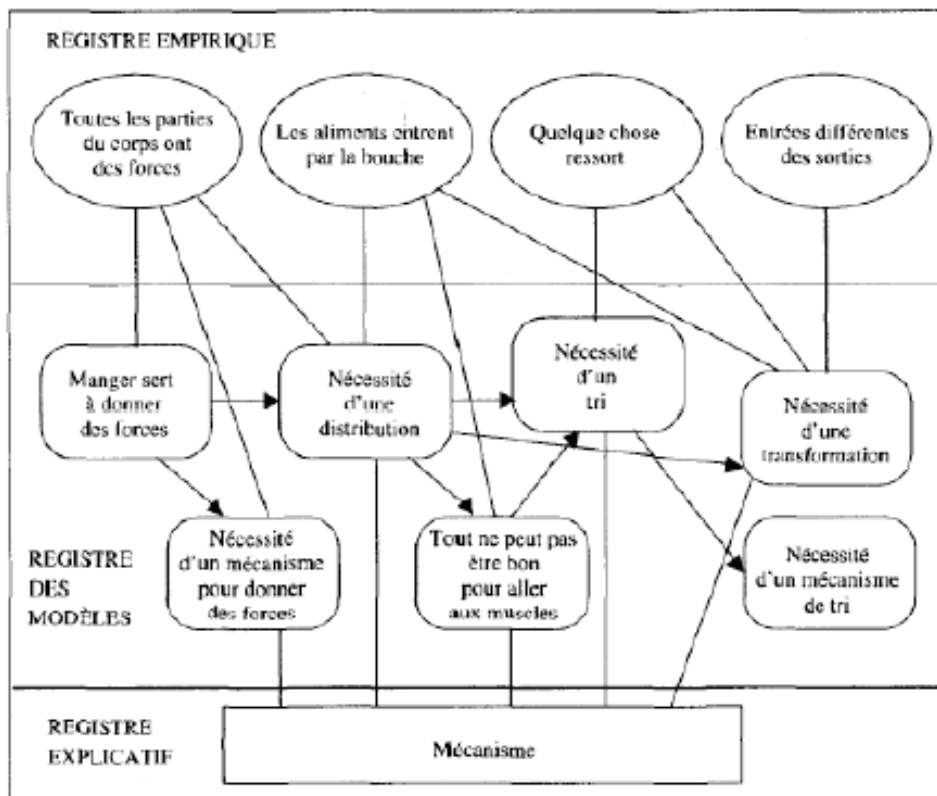 REGISTRE EMPIRIQUE
Toutes les parties
du corps ont
des forces
Les aliments entrent
par la bouche
Quelque chose
ressort
Entrées différentes
des sorties
Manger sert
à donner
des forces
Nécessité
d'une
distribution
Nécessité
d'un
tri
Nécessité
d'une
transformation
REGISTRE
DES
MODÈLES
Nécessité
d'un mécanisme
pour donner
des forces
Tout ne peut pas
être bon
pour aller
aux muscles
Nécessité
d'un mécanisme
de tri
REGISTRE
EXPLICATIF
Mécanisme